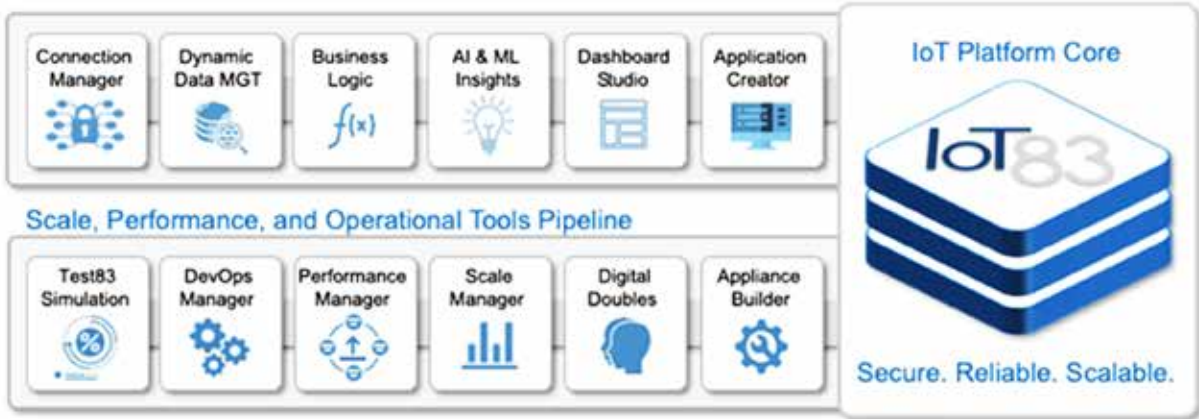 Connection
Manager
Dynamic
Data MGT
Business
Logic
f(x)
AI & ML
Insights
Dashboard
Studio
Application
Creator
IoT Platform Core
IoT83
Scale, Performance, and Operational Tools Pipeline
Test83
Simulation
%
DevOps
Manager
Performance
Manager
Scale
Manager
Digital
Doubles
Appliance
Builder
Secure. Reliable. Scalable.